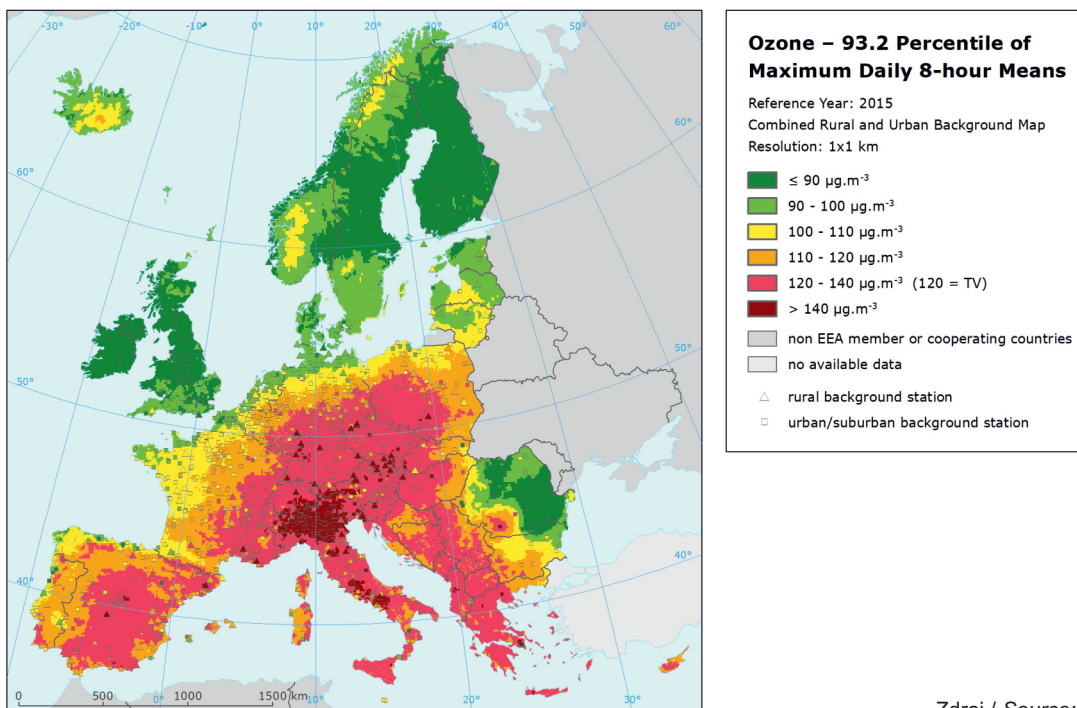 -30°
-20°
-10°
0°
10°
20°
30°
40°
50°
60°
60°
60°
50°
50°
40°
40°
0
500
1000
1500 km
0°
10°
20°
30°
Ozone – 93.2 Percentile of
Maximum Daily 8-hour Means
Reference Year: 2015
Combined Rural and Urban Background Map
Resolution: 1x1 km
≤ 90 µg.m⁻³
90 - 100 µg.m⁻³
100 - 110 µg.m⁻³
110 - 120 µg.m⁻³
120 - 140 µg.m⁻³ (120 = TV)
> 140 µg.m⁻³
non EEA member or cooperating countries
no available data
rural background station
urban/suburban background station
Zdroj / Source: